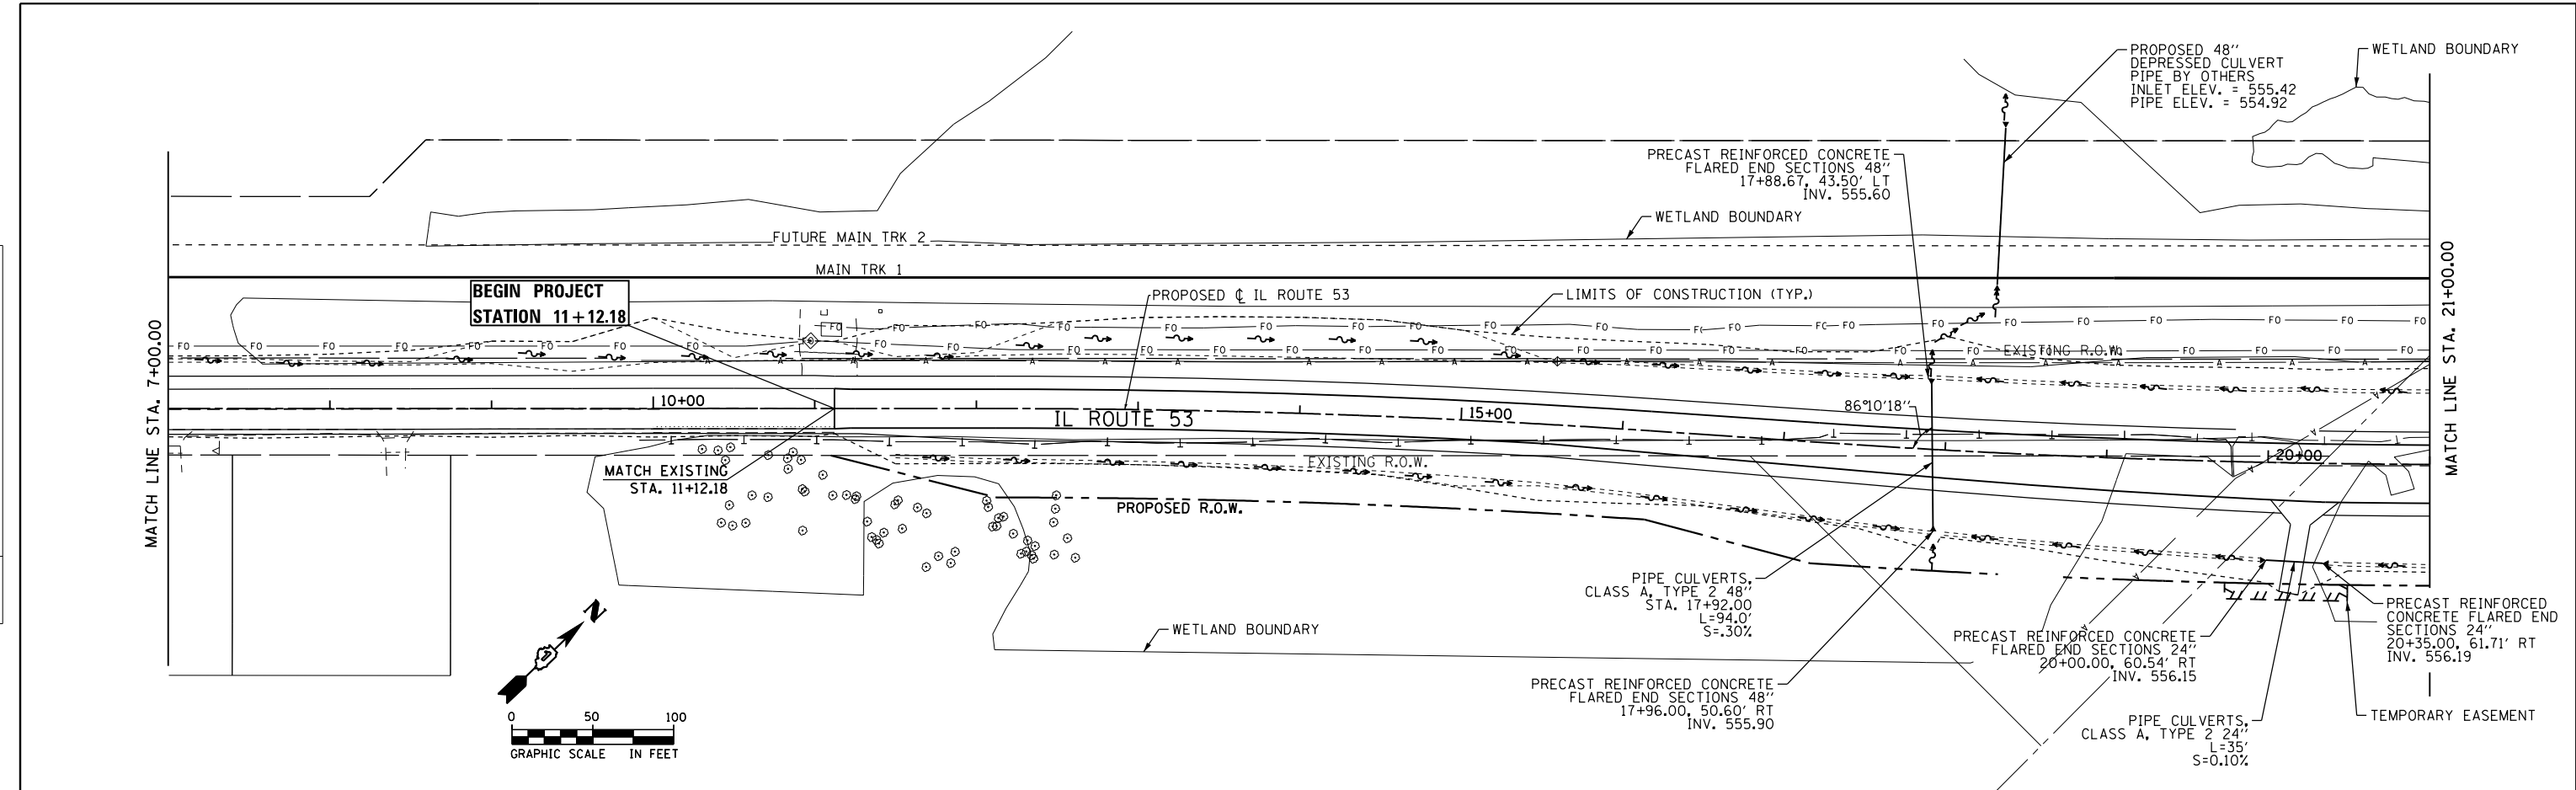 PROPOSED 48"
DEPRESSED CULVERT
PIPE BY OTHERS
INLET ELEV. = 555.42
PIPE ELEV. = 554.92
WETLAND BOUNDARY
PRECAST REINFORCED CONCRETE
FLARED END SECTIONS 48"
17+88.67, 43.50' LT
INV. 555.60
WETLAND BOUNDARY
FUTURE MAIN TRK 2
MAIN TRK 1
BEGIN PROJECT
STATION 11+12.18
PROPOSED ℄ IL ROUTE 53
LIMITS OF CONSTRUCTION (TYP.)
MATCH LINE STA. 7+00.00
MATCH LINE STA. 21+00.00
EXISTING R.O.W.
10+00
IL ROUTE 53
15+00
86°10'18"
20+00
MATCH EXISTING
STA. 11+12.18
EXISTING R.O.W.
PROPOSED R.O.W.
PIPE CULVERTS,
CLASS A, TYPE 2 48"
STA. 17+92.00
L=94.0'
S=.30%
WETLAND BOUNDARY
N
PRECAST REINFORCED CONCRETE
FLARED END SECTIONS 48"
17+96.00, 50.60' RT
INV. 555.90
PRECAST REINFORCED CONCRETE
FLARED END SECTIONS 24"
20+00.00, 60.54' RT
INV. 556.15
PRECAST REINFORCED
CONCRETE FLARED END
SECTIONS 24"
20+35.00, 61.71' RT
INV. 556.19
TEMPORARY EASEMENT
PIPE CULVERTS,
CLASS A, TYPE 2 24"
L=35'
S=0.10%
0 50 100
GRAPHIC SCALE IN FEET